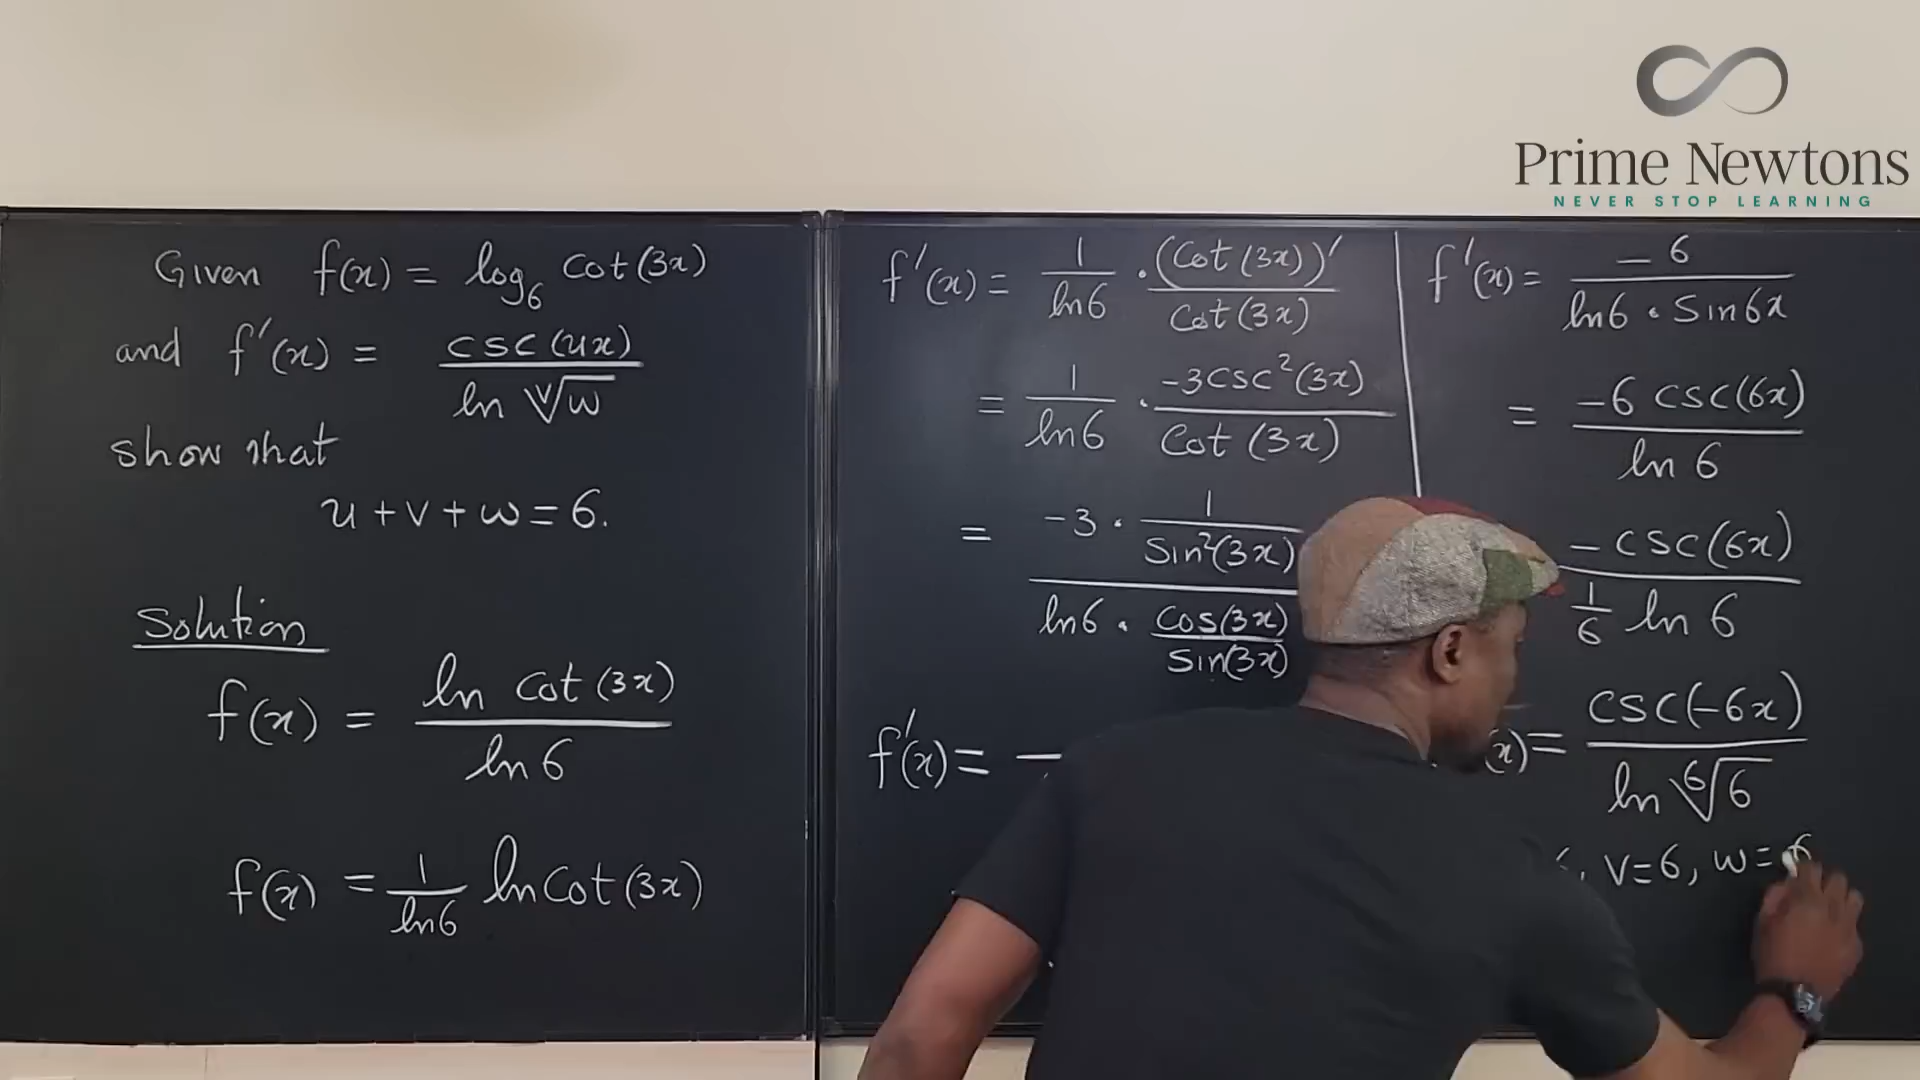 Prime Newtons
NEVER STOP LEARNING
Given f(x) = log₆ Cot(3x)
and f'(x) = csc(ux) / ln ᵛ√w
show that
u + v + w = 6.
Solution
f(x) = ln Cot(3x) / ln 6
f(x) = 1/ln6 ln Cot(3x)
f'(x) = 1/ln6 · (Cot(3x))' / Cot(3x)
= 1/ln6 · -3csc²(3x) / Cot(3x)
= -3 · 1/Sin²(3x) / ln6 · Cos(3x)/Sin(3x)
f'(x) = -
f'(x) = -6 / ln6 · Sin6x
= -6 csc(6x) / ln 6
-csc(6x) / 1/6 ln 6
(x) = csc(-6x) / ln ⁶√6
, v=6, w=6